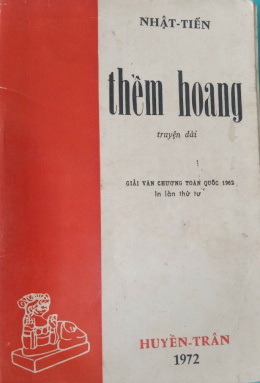 NHẬT-TIẾN
thềm hoang
truyện dài
GIẢI VĂN CHƯƠNG TOÀN QUỐC 1962
In lần thứ tư
HUYỀN-TRÂN
1972